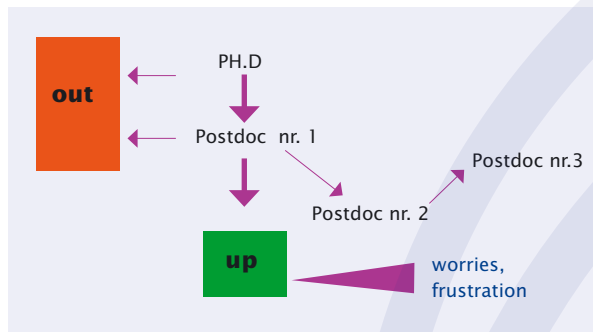 PH.D
out
Postdoc nr. 1
Postdoc nr.3
Postdoc nr. 2
up
worries,
frustration